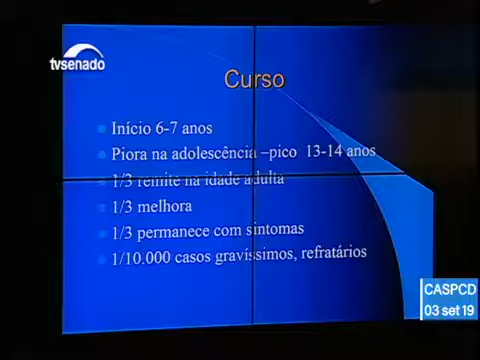 tvsenado
Curso
Início 6-7 anos
Piora na adolescência –pico 13-14 anos
1/3 remite na idade adulta
1/3 melhora
1/3 permanece com sintomas
1/10.000 casos gravíssimos, refratários
CASPCD
03 set 19